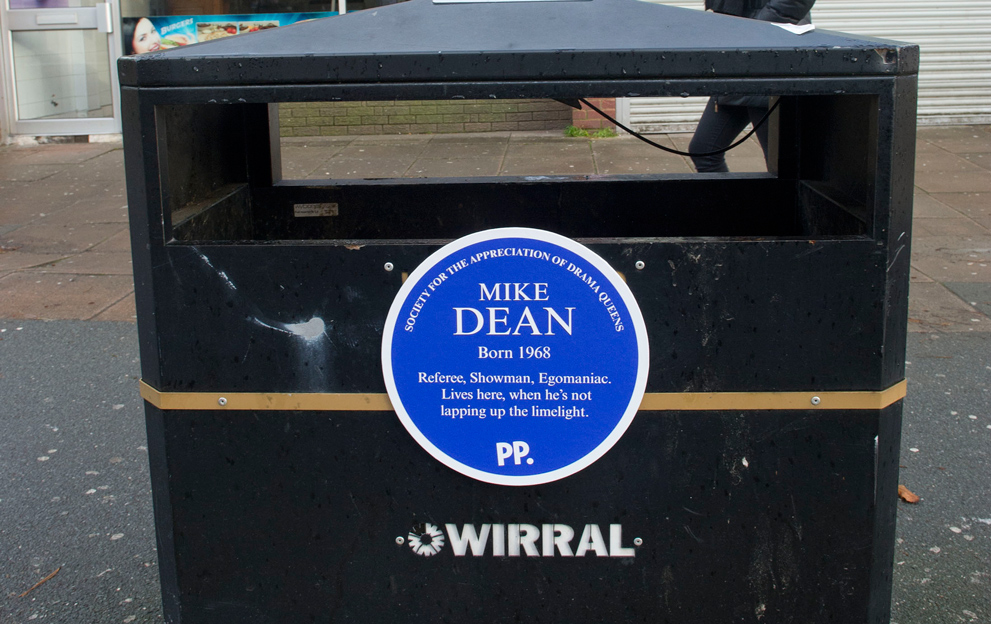 BURGERS
SOCIETY FOR THE APPRECIATION OF DRAMA QUEENS
MIKE
DEAN
Born 1968
Referee, Showman, Egomaniac.
Lives here, when he's not
lapping up the limelight.
PP.
WIRRAL